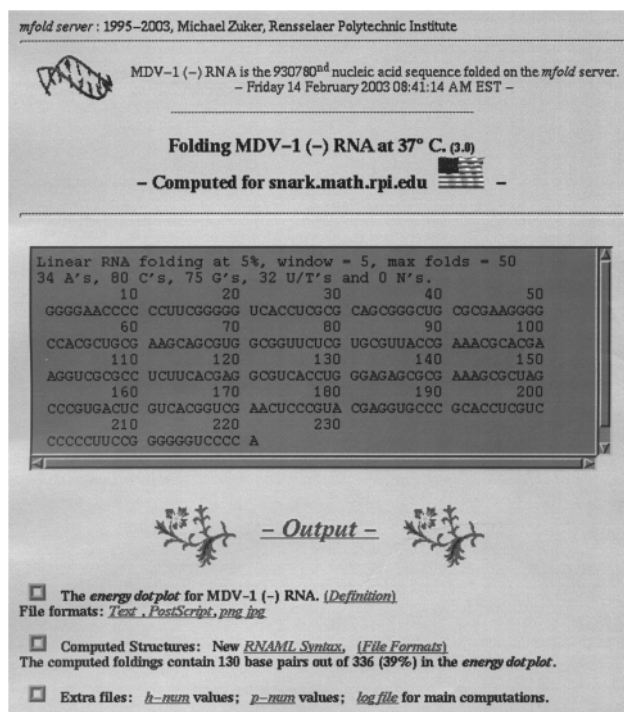 mfold server : 1995–2003, Michael Zuker, Rensselaer Polytechnic Institute
MDV–1 (–) RNA is the 930780nd nucleic acid sequence folded on the mfold server.
– Friday 14 February 2003 08:41:14 AM EST –
Folding MDV–1 (–) RNA at 37° C. (3.0)
– Computed for snark.math.rpi.edu –
Linear RNA folding at 5%, window = 5, max folds = 50
34 A's, 80 C's, 75 G's, 32 U/T's and 0 N's.
10 20 30 40 50
GGGGAACCCC CCUUCGGGGG UCACCUCGCG CAGCGGGCUG CGCGAAGGGG
60 70 80 90 100
CCACGCUGCG AAGCAGCGUG GCGGUUCUCG UGCGUUACCG AAACGCACGA
110 120 130 140 150
AGGUCGCGCC UCUUCACGAG GCGUCACCUG GGAGAGCGCG AAAGCGCUAG
160 170 180 190 200
CCCGUGACUC GUCACGGUCG AACUCCCGUA CGAGGUGCCC GCACCUCGUC
210 220 230
CCCCCUUCCG GGGGGUCCCC A
– Output –
The energy dotplot for MDV–1 (–) RNA. (Definition)
File formats: Text , PostScript, png jpg
Computed Structures: New RNAML Syntax, (File Formats)
The computed foldings contain 130 base pairs out of 336 (39%) in the energy dotplot.
Extra files: h–num values; p–num values; log file for main computations.